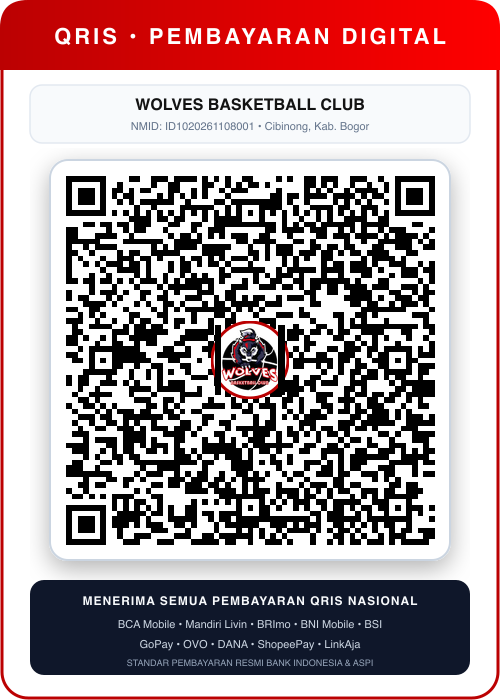 QRIS • PEMBAYARAN DIGITAL
WOLVES BASKETBALL CLUB
NMID: ID1020261108001 • Cibinong, Kab. Bogor
WOLVES
BASKETBALL CLUB
MENERIMA SEMUA PEMBAYARAN QRIS NASIONAL
BCA Mobile • Mandiri Livin • BRImo • BNI Mobile • BSI
GoPay • OVO • DANA • ShopeePay • LinkAja
STANDAR PEMBAYARAN RESMI BANK INDONESIA & ASPI